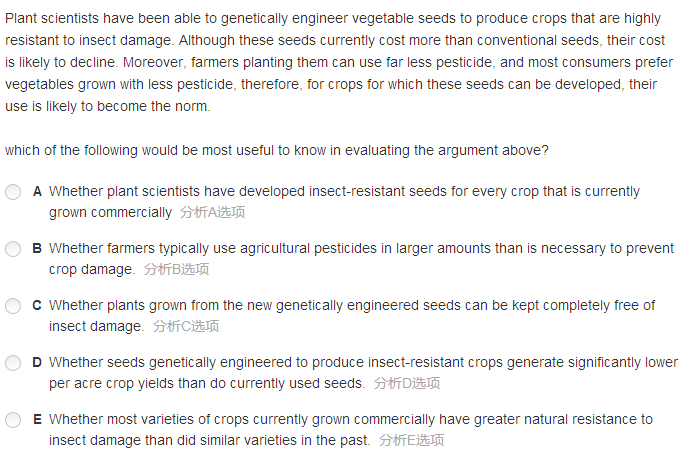 Plant scientists have been able to genetically engineer vegetable seeds to produce crops that are highly
resistant to insect damage. Although these seeds currently cost more than conventional seeds, their cost
is likely to decline. Moreover, farmers planting them can use far less pesticide, and most consumers prefer
vegetables grown with less pesticide, therefore, for crops for which these seeds can be developed, their
use is likely to become the norm.
which of the following would be most useful to know in evaluating the argument above?
A Whether plant scientists have developed insect-resistant seeds for every crop that is currently
grown commercially 分析A选项
B Whether farmers typically use agricultural pesticides in larger amounts than is necessary to prevent
crop damage. 分析B选项
C Whether plants grown from the new genetically engineered seeds can be kept completely free of
insect damage. 分析C选项
D Whether seeds genetically engineered to produce insect-resistant crops generate significantly lower
per acre crop yields than do currently used seeds. 分析D选项
E Whether most varieties of crops currently grown commercially have greater natural resistance to
insect damage than did similar varieties in the past. 分析E选项